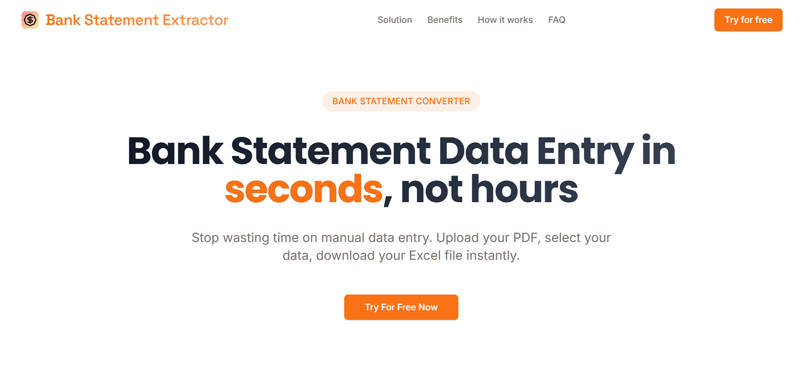 Bank Statement Extractor
Solution
Benefits
How it works
FAQ
Try for free
BANK STATEMENT CONVERTER
Bank Statement Data Entry in
seconds, not hours
Stop wasting time on manual data entry. Upload your PDF, select your
data, download your Excel file instantly.
Try For Free Now